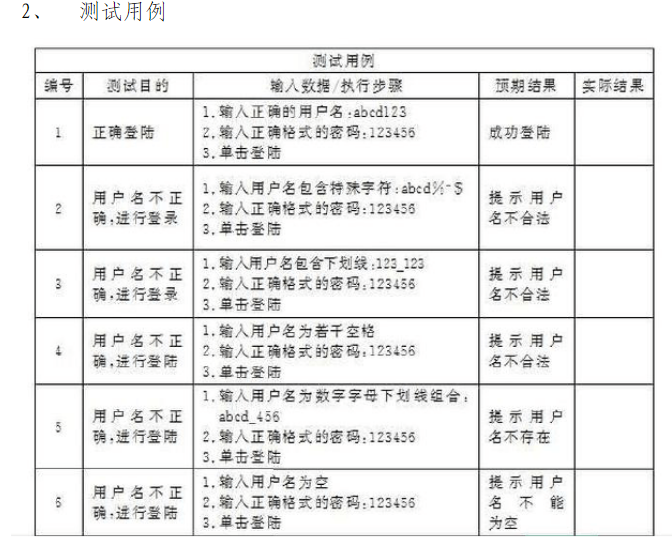 2、 测试用例
测试用例
编号 测试目的 输入数据/执行步骤 预期结果 实际结果
1 正确登陆 1.输入正确的用户名:abcd123
2.输入正确格式的密码:123456
3.单击登陆
成功登陆
2 用户名不正
确,进行登录
1.输入用户名包含特殊字符:abcd
2.输入正确格式的密码:123456
3.单击登陆
提示用户
名不合法
3 用户名不正
确,进行登录
1.输入用户名包含下划线:123_123
2.输入正确格式的密码:123456
3.单击登陆
提示用户
名不合法
4 用户名不正
确,进行登陆
1.输入用户名为若干空格
2.输入正确格式的密码:123456
3.单击登陆
提示用户
名不合法
5 用户名不正
确,进行登陆
1.输入用户名为数字字母下划线组合:
abcd_456
2.输入正确格式的密码:123456
3.单击登陆
提示用户
名不存在
6 用户名不正
确,进行登陆
1.输入用户名为空
2.输入正确格式的密码:123456
3.单击登陆
提示用户
名不能
为空